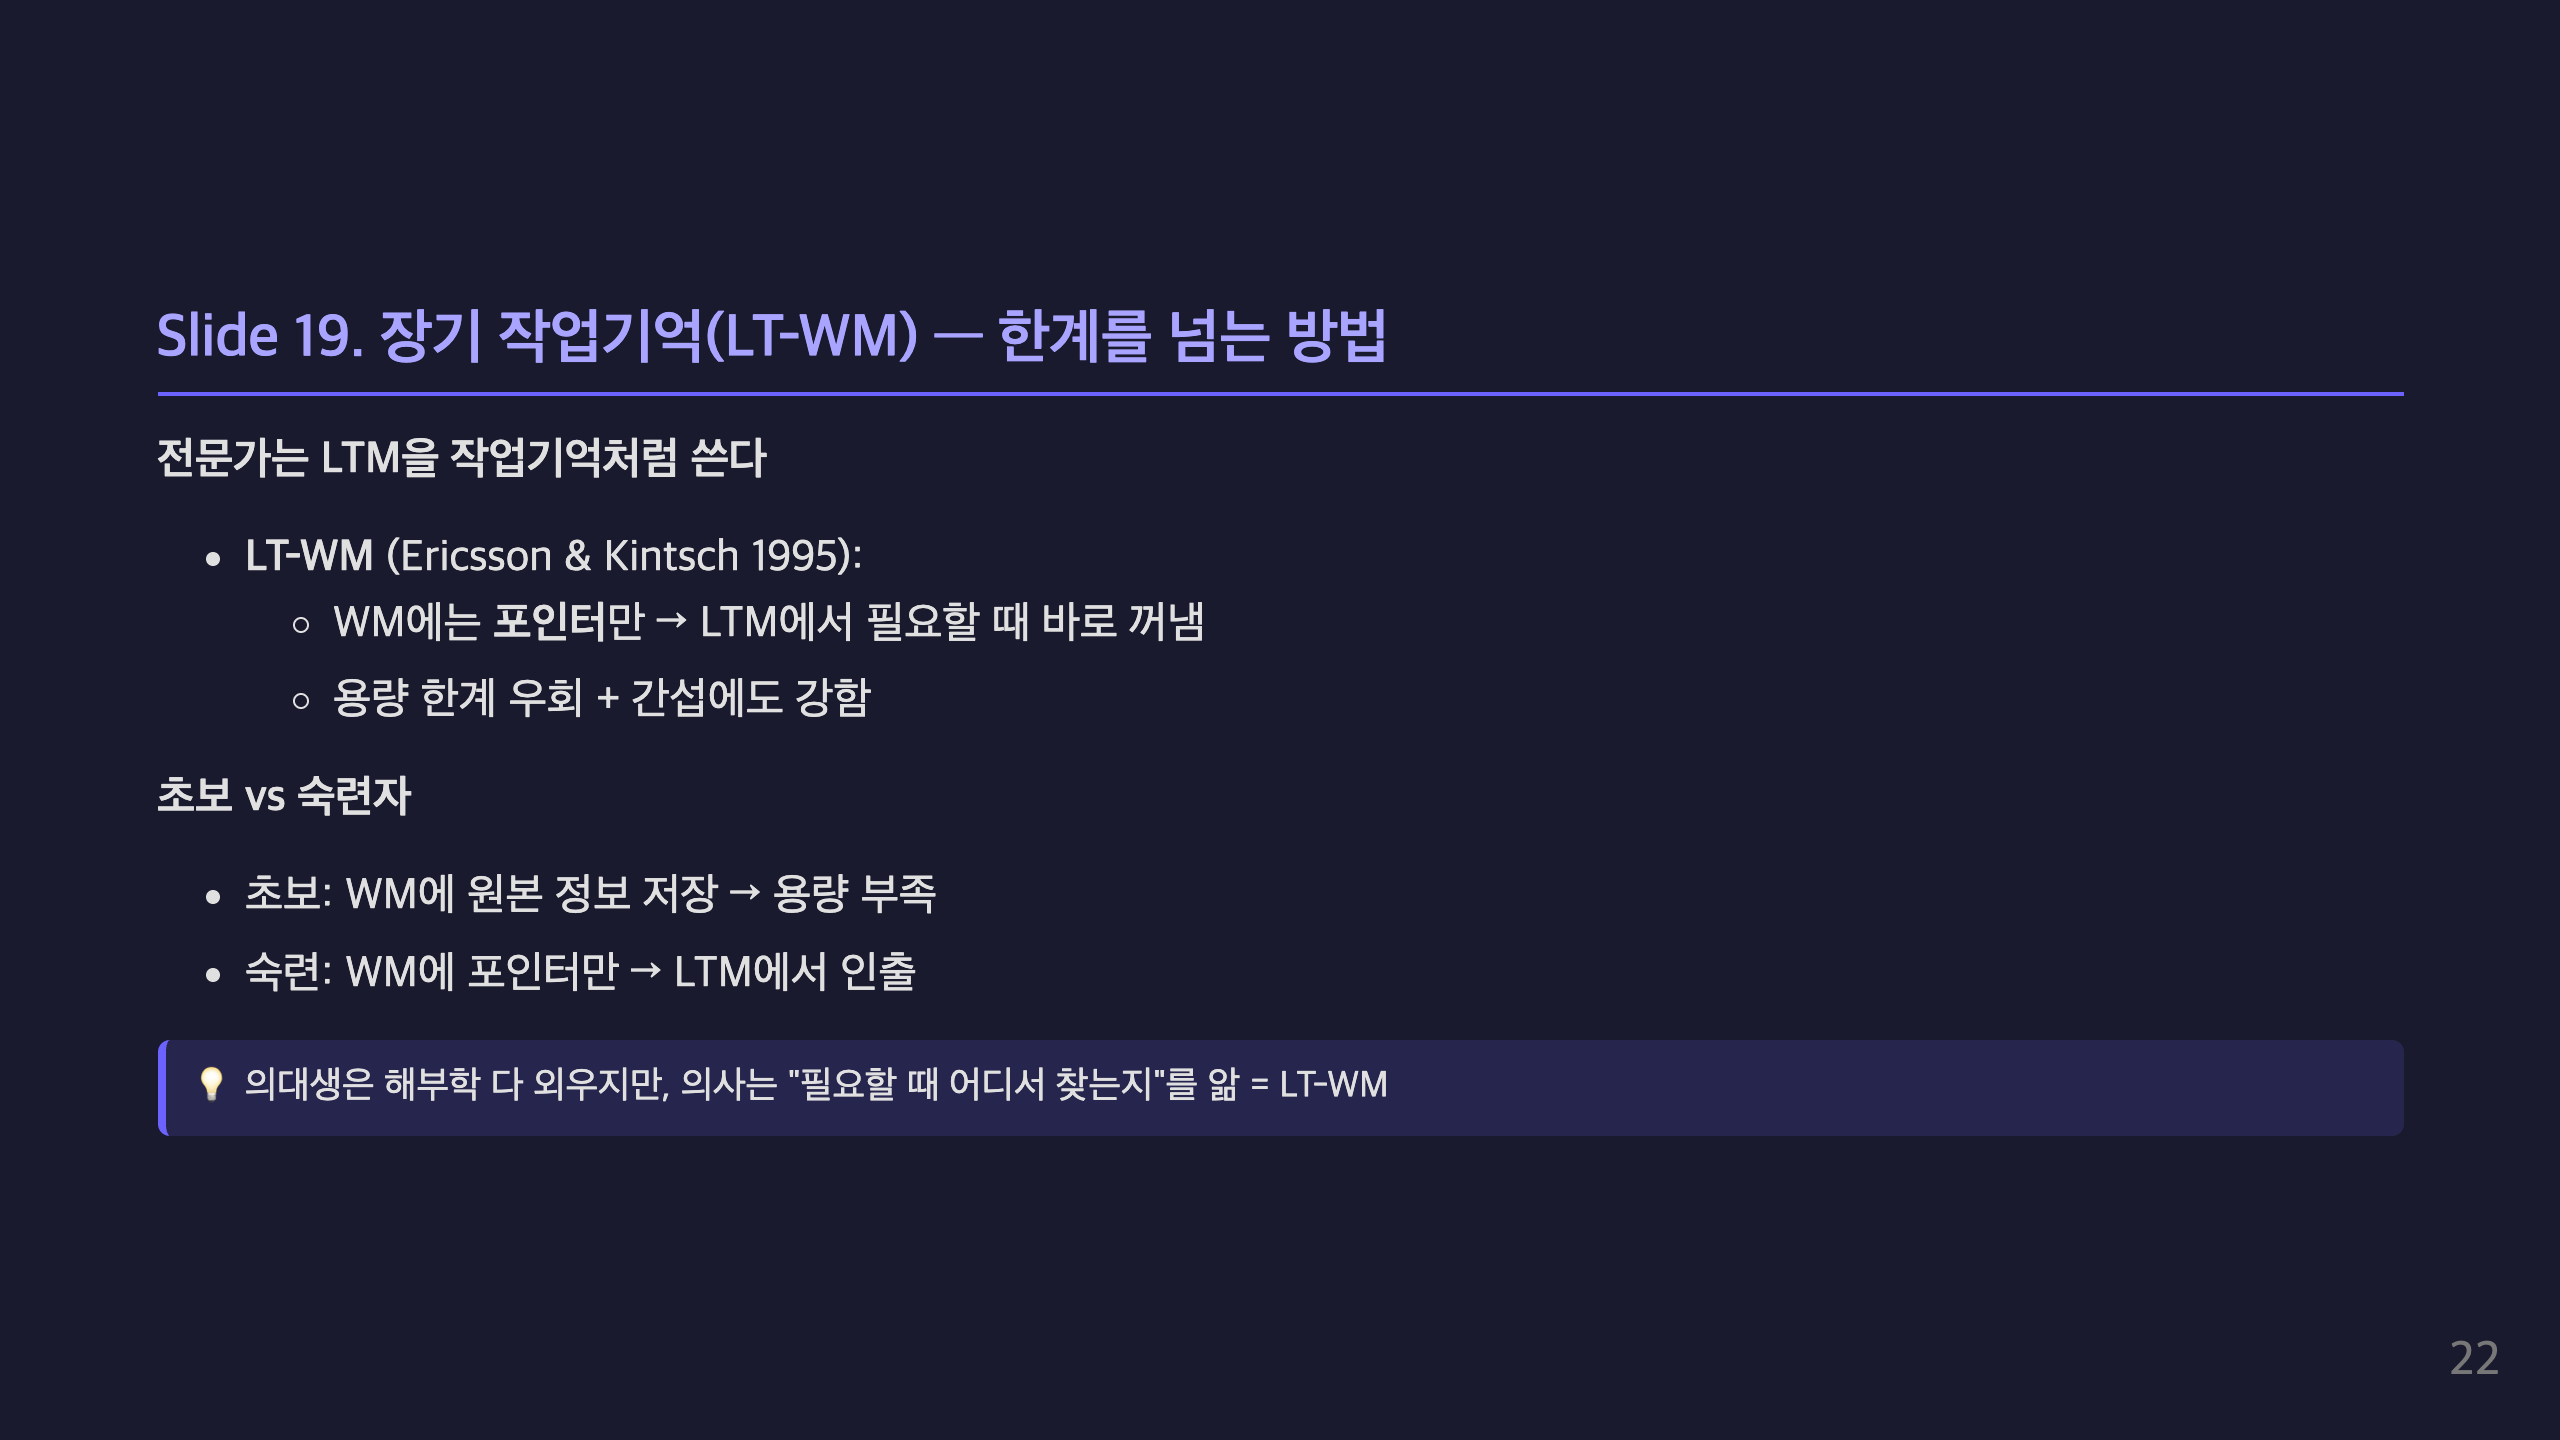 Slide 19. 장기 작업기억(LT-WM) — 한계를 넘는 방법
전문가는 LTM을 작업기억처럼 쓴다
• LT-WM (Ericsson & Kintsch 1995):
○ WM에는 포인터만 → LTM에서 필요할 때 바로 꺼냄
○ 용량 한계 우회 + 간섭에도 강함
초보 vs 숙련자
• 초보: WM에 원본 정보 저장 → 용량 부족
• 숙련: WM에 포인터만 → LTM에서 인출
💡 의대생은 해부학 다 외우지만, 의사는 "필요할 때 어디서 찾는지"를 앎 = LT-WM
22